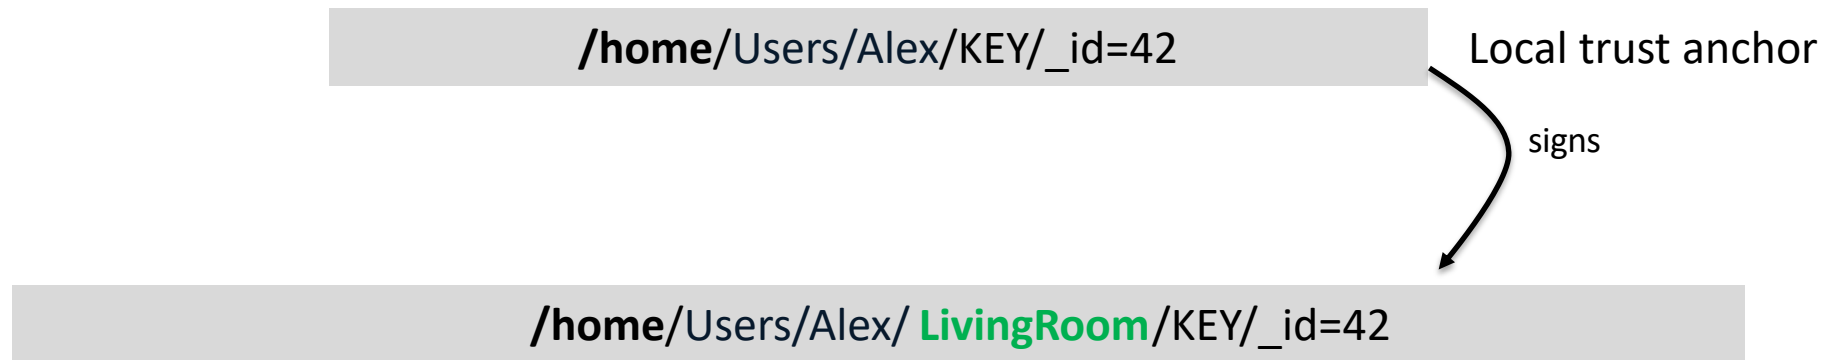 /home/Users/Alex/KEY/_id=42
Local trust anchor
signs
/home/Users/Alex/ LivingRoom/KEY/_id=42